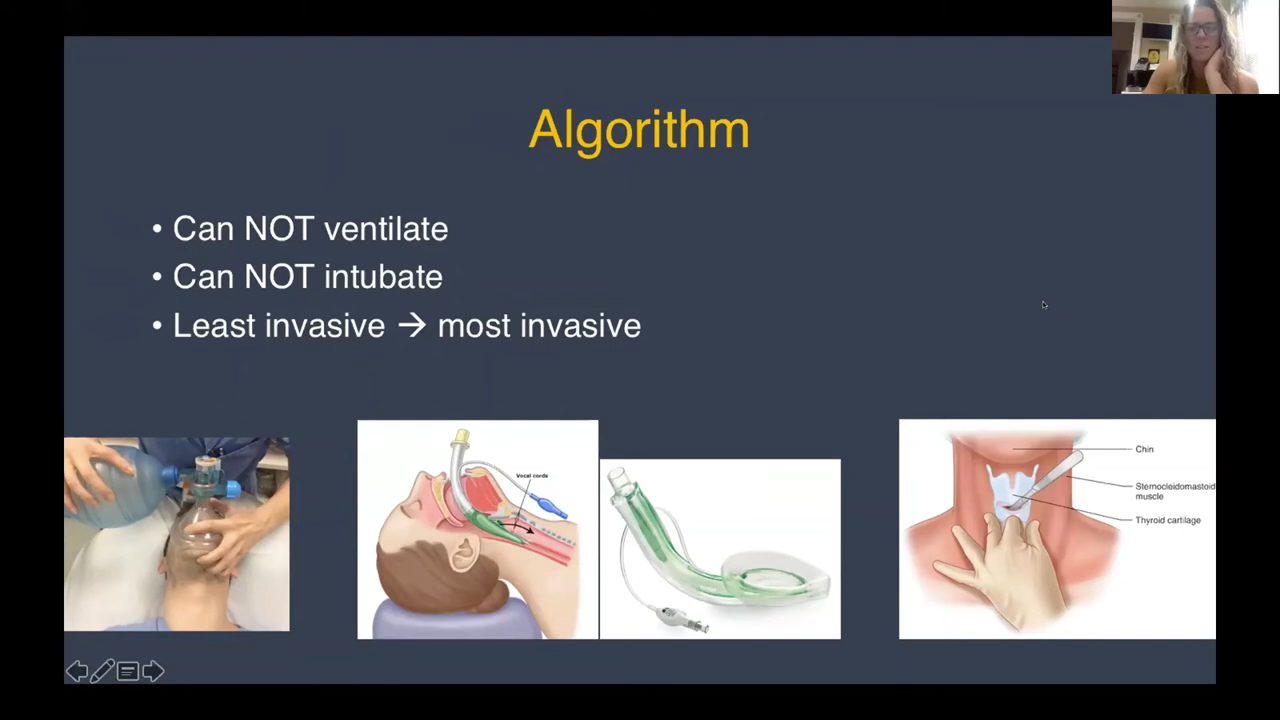 Algorithm
• Can NOT ventilate
• Can NOT intubate
• Least invasive → most invasive
Vocal cords
Chin
Sternocleidomastoid
muscle
Thyroid cartilage